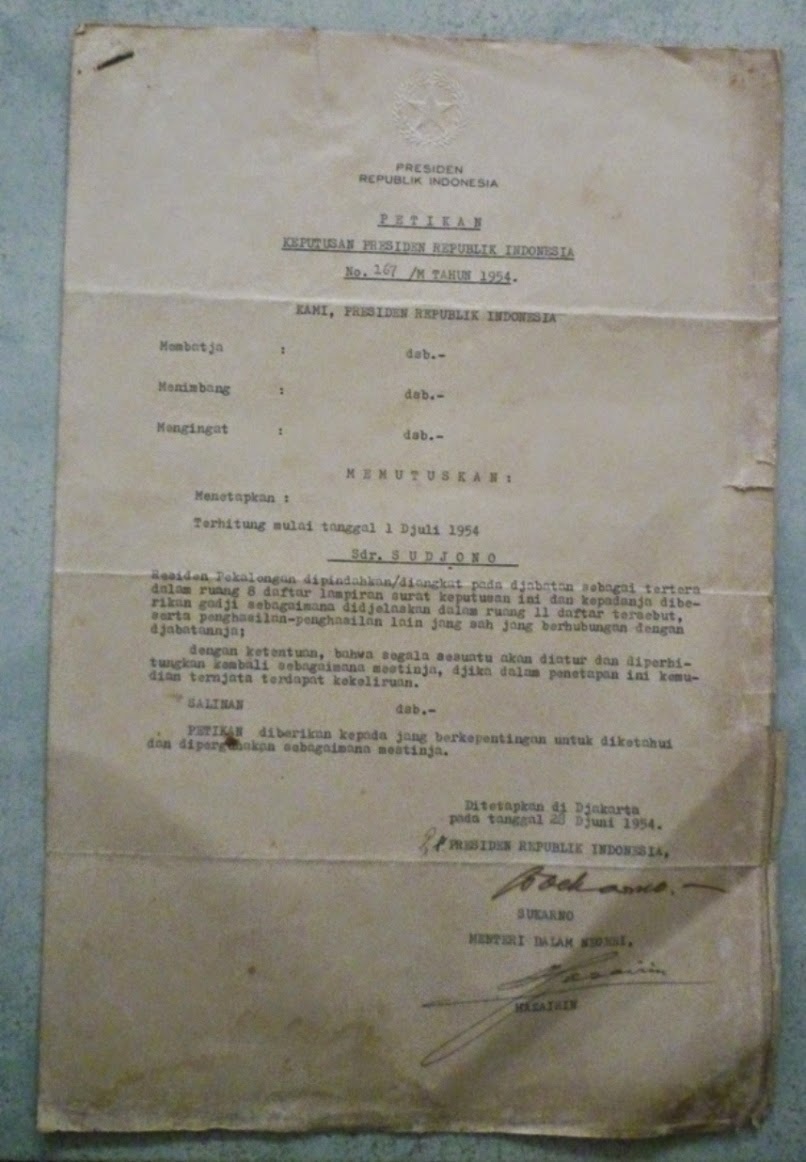 PRESIDEN
REPUBLIK INDONESIA
PETIKAN
KEPUTUSAN PRESIDEN REPUBLIK INDONESIA
No. 167 /M TAHUN 1954.
KAMI, PRESIDEN REPUBLIK INDONESIA
Membatja : dsb.-
Menimbang : dsb.-
Mengingat : dsb.-
MEMUTUSKAN:
Menetapkan :
Terhitung mulai tanggal 1 Djuli 1954
Sdr. SUDJONO
Residen Pekalongan dipindahkan/diangkat pada djabatan sebagai tertera
dalam ruang 8 daftar lampiran surat keputusan ini dan kepadanja dibe-
rikan gadji sebagaimana didjelaskan dalam ruang 11 daftar tersebut,
serta penghasilan-penghasilan lain jang sah jang berhubungan dengan
djabatannja;
dengan ketentuan, bahwa segala sesuatu akan diatur dan diperhi-
tungkan kembali sebagaimana mestinja, djika dalam penetapan ini kemu-
dian ternjata terdapat kekeliruan.
SALINAN dsb.-
PETIKAN diberikan kepada jang berkepentingan untuk diketahui
dan dipergunakan sebagaimana mestinja.
Ditetapkan di Djakarta
pada tanggal 28 Djuni 1954.
PRESIDEN REPUBLIK INDONESIA,
Soekarno.
SUKARNO
MENTERI DALAM NEGERI,
Hazairin
HAZAIRIN